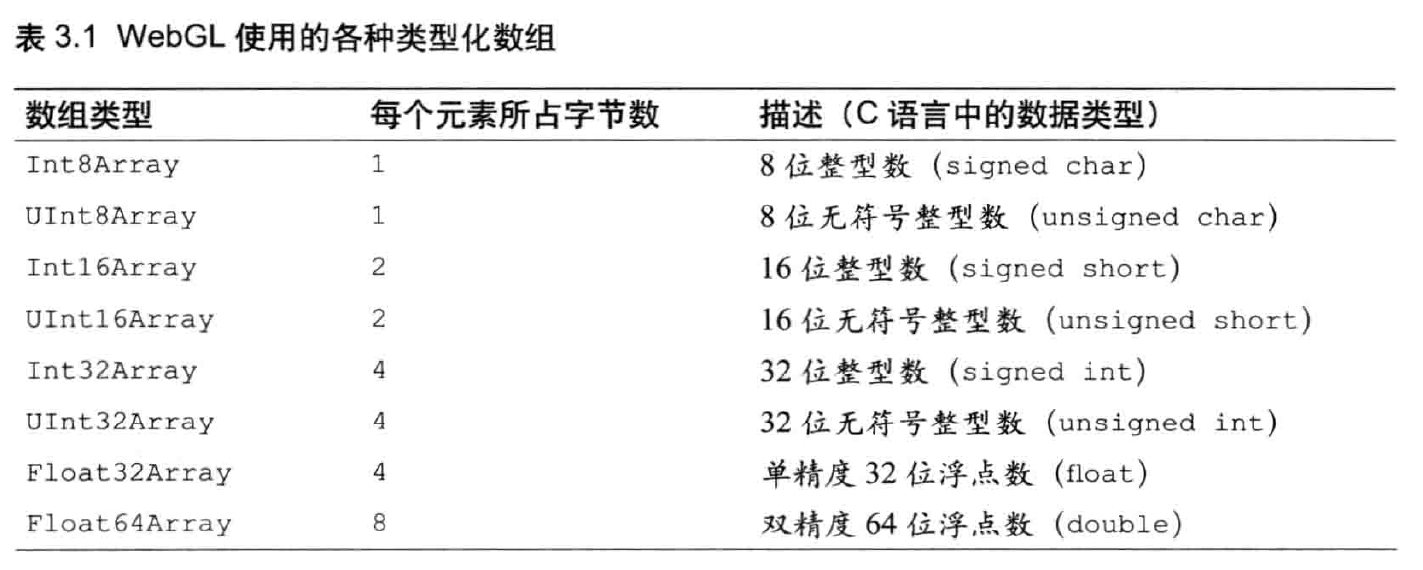 表 3.1 WebGL 使用的各种类型化数组
数组类型 每个元素所占字节数 描述（C 语言中的数据类型）
Int8Array 1 8 位整型数 (signed char)
UInt8Array 1 8 位无符号整型数 (unsigned char)
Int16Array 2 16 位整型数 (signed short)
UInt16Array 2 16 位无符号整型数 (unsigned short)
Int32Array 4 32 位整型数 (signed int)
UInt32Array 4 32 位无符号整型数 (unsigned int)
Float32Array 4 单精度 32 位浮点数 (float)
Float64Array 8 双精度 64 位浮点数 (double)